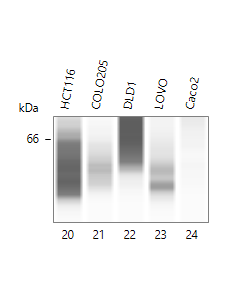 HCT116 COLO205 DLD1 LOVO Caco2
kDa
66
20 21 22 23 24